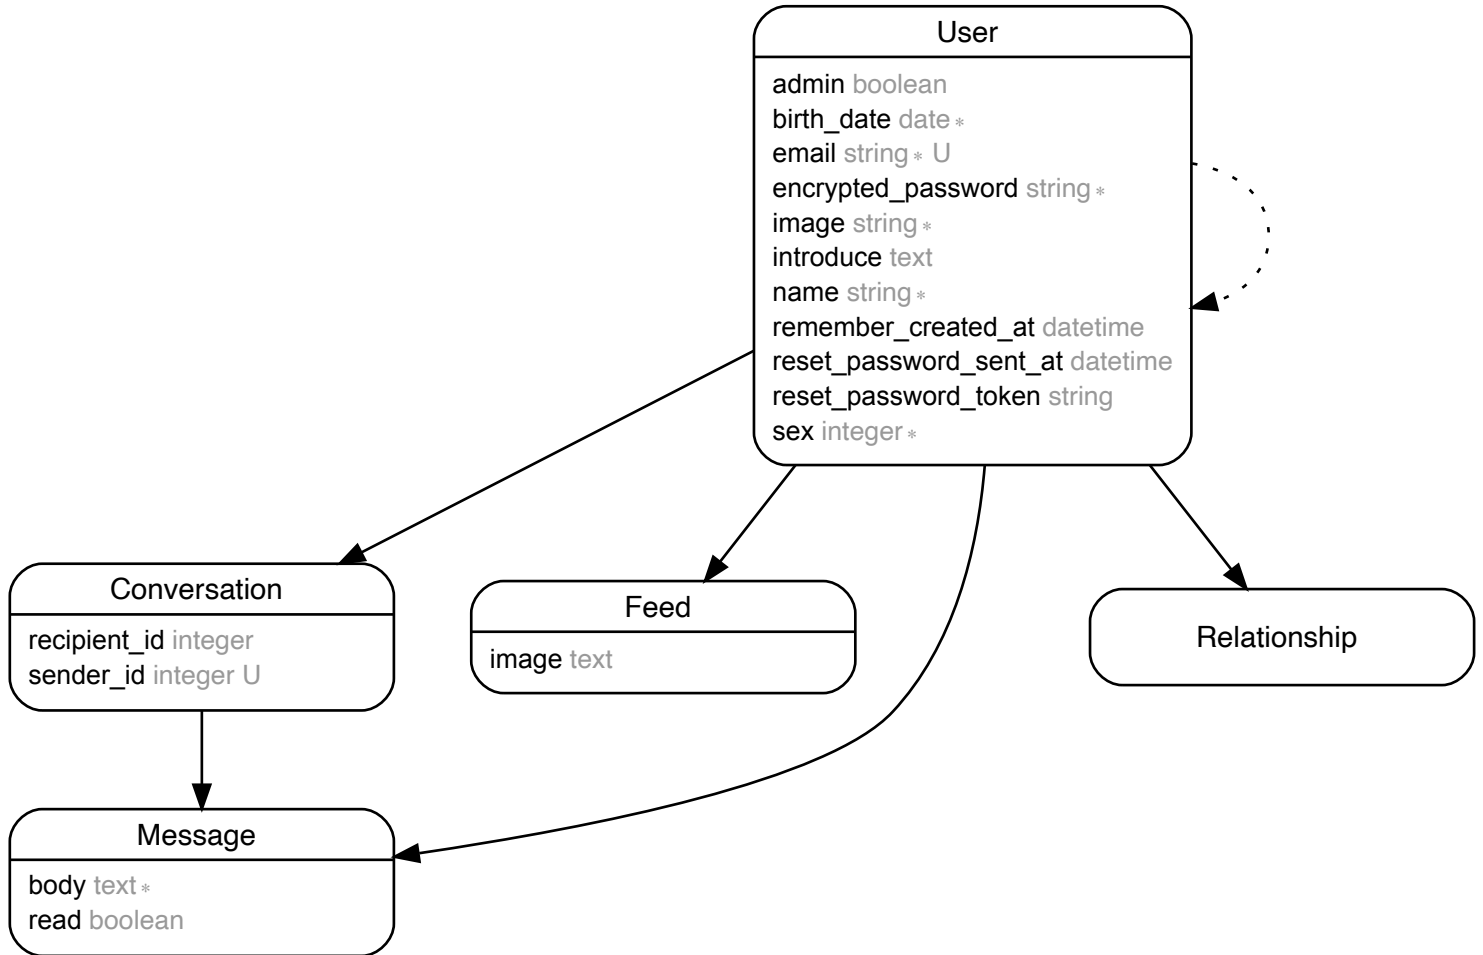 User
admin boolean
birth_date date *
email string * U
encrypted_password string *
image string *
introduce text
name string *
remember_created_at datetime
reset_password_sent_at datetime
reset_password_token string
sex integer *
Conversation
recipient_id integer
sender_id integer U
Feed
image text
Relationship
Message
body text *
read boolean